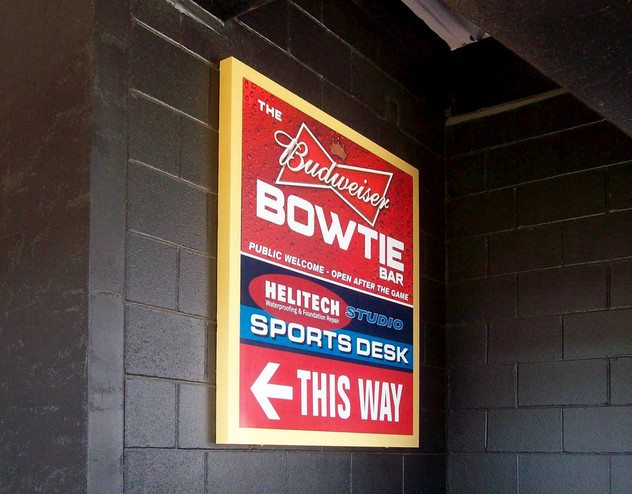 THE
Budweiser
BOWTIE
BAR
PUBLIC WELCOME - OPEN AFTER THE GAME
HELITECH
Waterproofing & Foundation Repair
STUDIO
SPORTS DESK
THIS WAY